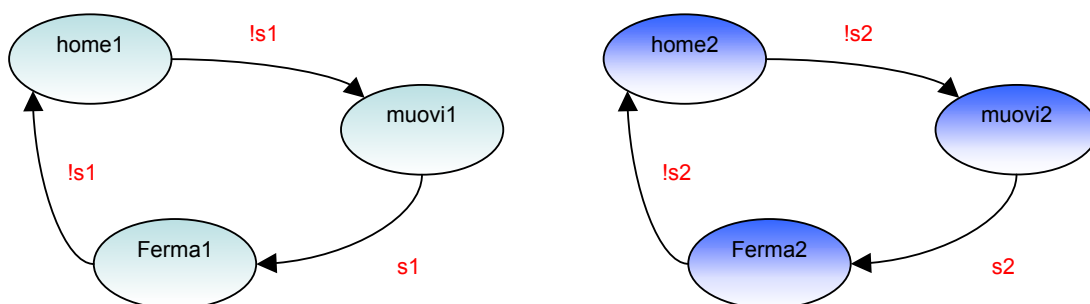 home1
!s1
muovi1
!s1
Ferma1
s1
home2
!s2
muovi2
!s2
Ferma2
s2